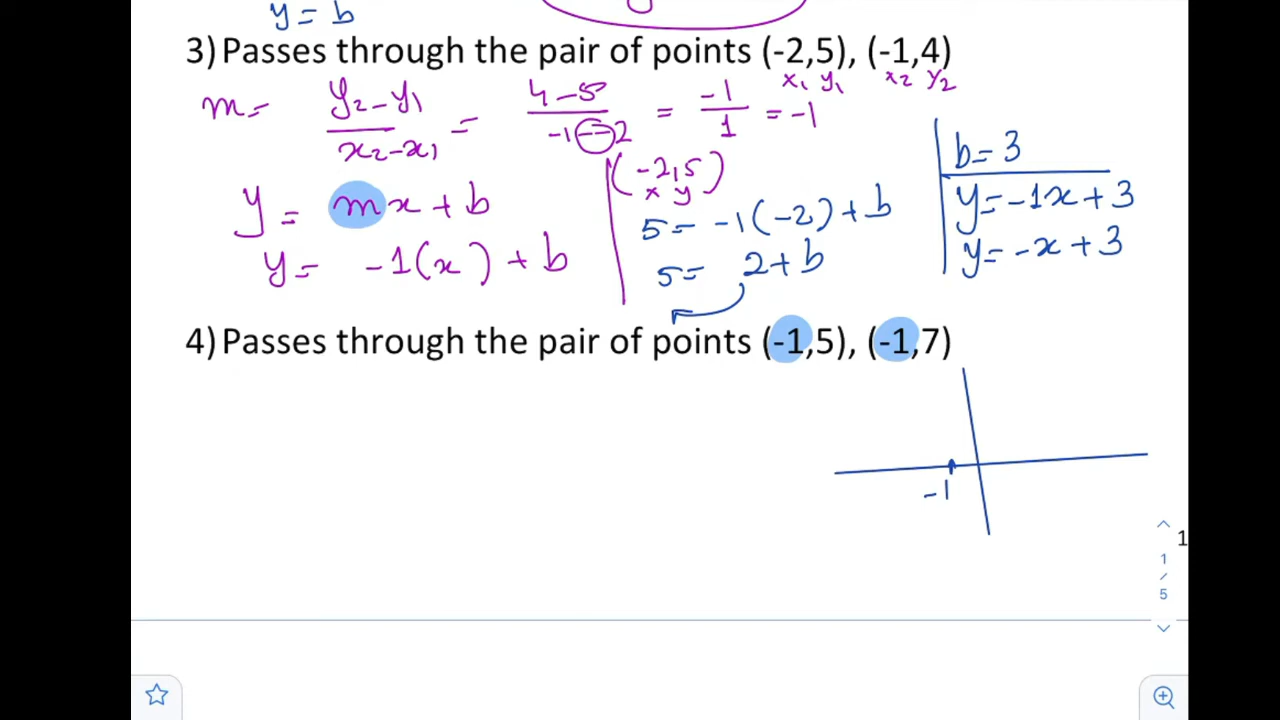 y = b
3) Passes through the pair of points (-2,5), (-1,4)
x₁ y₁ x₂ y₂
m = y₂ - y₁ / x₂ - x₁ = 4 - 5 / -1 - -2 = -1 / 1 = -1
y = mx + b
y = -1(x) + b
(-2,5)
x y
5 = -1(-2) + b
5 = 2 + b
b = 3
y = -1x + 3
y = -x + 3
4) Passes through the pair of points (-1,5), (-1,7)
-1
1
1
/
5